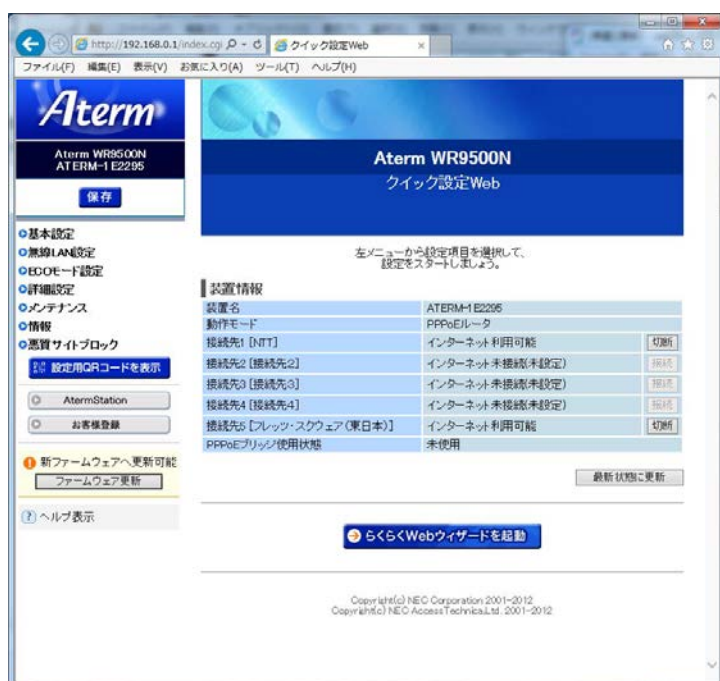 http://192.168.0.1/index.cgi
クイック設定Web
ファイル(F) 編集(E) 表示(V) お気に入り(A) ツール(T) ヘルプ(H)
Aterm
Aterm WR9500N
ATERM-1E2295
保存
基本設定
無線LAN設定
ECOモード設定
詳細設定
メンテナンス
情報
悪質サイトブロック
設定用QRコードを表示
AtermStation
お客様登録
新ファームウェアへ更新可能
ファームウェア更新
ヘルプ表示
Aterm WR9500N
クイック設定Web
左メニューから設定項目を選択して、
設定をスタートしましょう。
装置情報
装置名 ATERM-1E2295
動作モード PPPoEルータ
接続先1 [NTT] インターネット利用可能 切断
接続先2 [接続先2] インターネット未接続(未設定) 接続
接続先3 [接続先3] インターネット未接続(未設定) 接続
接続先4 [接続先4] インターネット未接続(未設定) 接続
接続先5 [フレッツ・スクウェア(東日本)] インターネット利用可能 切断
PPPoEブリッジ使用状態 未使用
最新状態に更新
らくらくWebウィザードを起動
Copyright(c) NEC Corporation 2001-2012
Copyright(c) NEC AccessTechnica,Ltd. 2001-2012